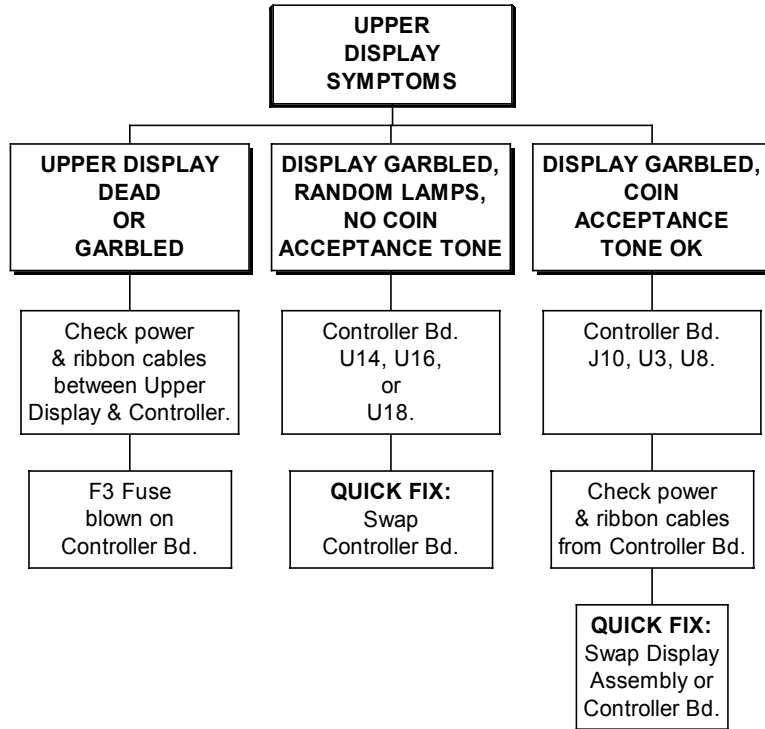 UPPER
DISPLAY
SYMPTOMS
UPPER DISPLAY
DEAD
OR
GARBLED
DISPLAY GARBLED,
RANDOM LAMPS,
NO COIN
ACCEPTANCE TONE
DISPLAY GARBLED,
COIN
ACCEPTANCE
TONE OK
Check power
& ribbon cables
between Upper
Display & Controller.
Controller Bd.
U14, U16,
or
U18.
Controller Bd.
J10, U3, U8.
F3 Fuse
blown on
Controller Bd.
QUICK FIX:
Swap
Controller Bd.
Check power
& ribbon cables
from Controller Bd.
QUICK FIX:
Swap Display
Assembly or
Controller Bd.